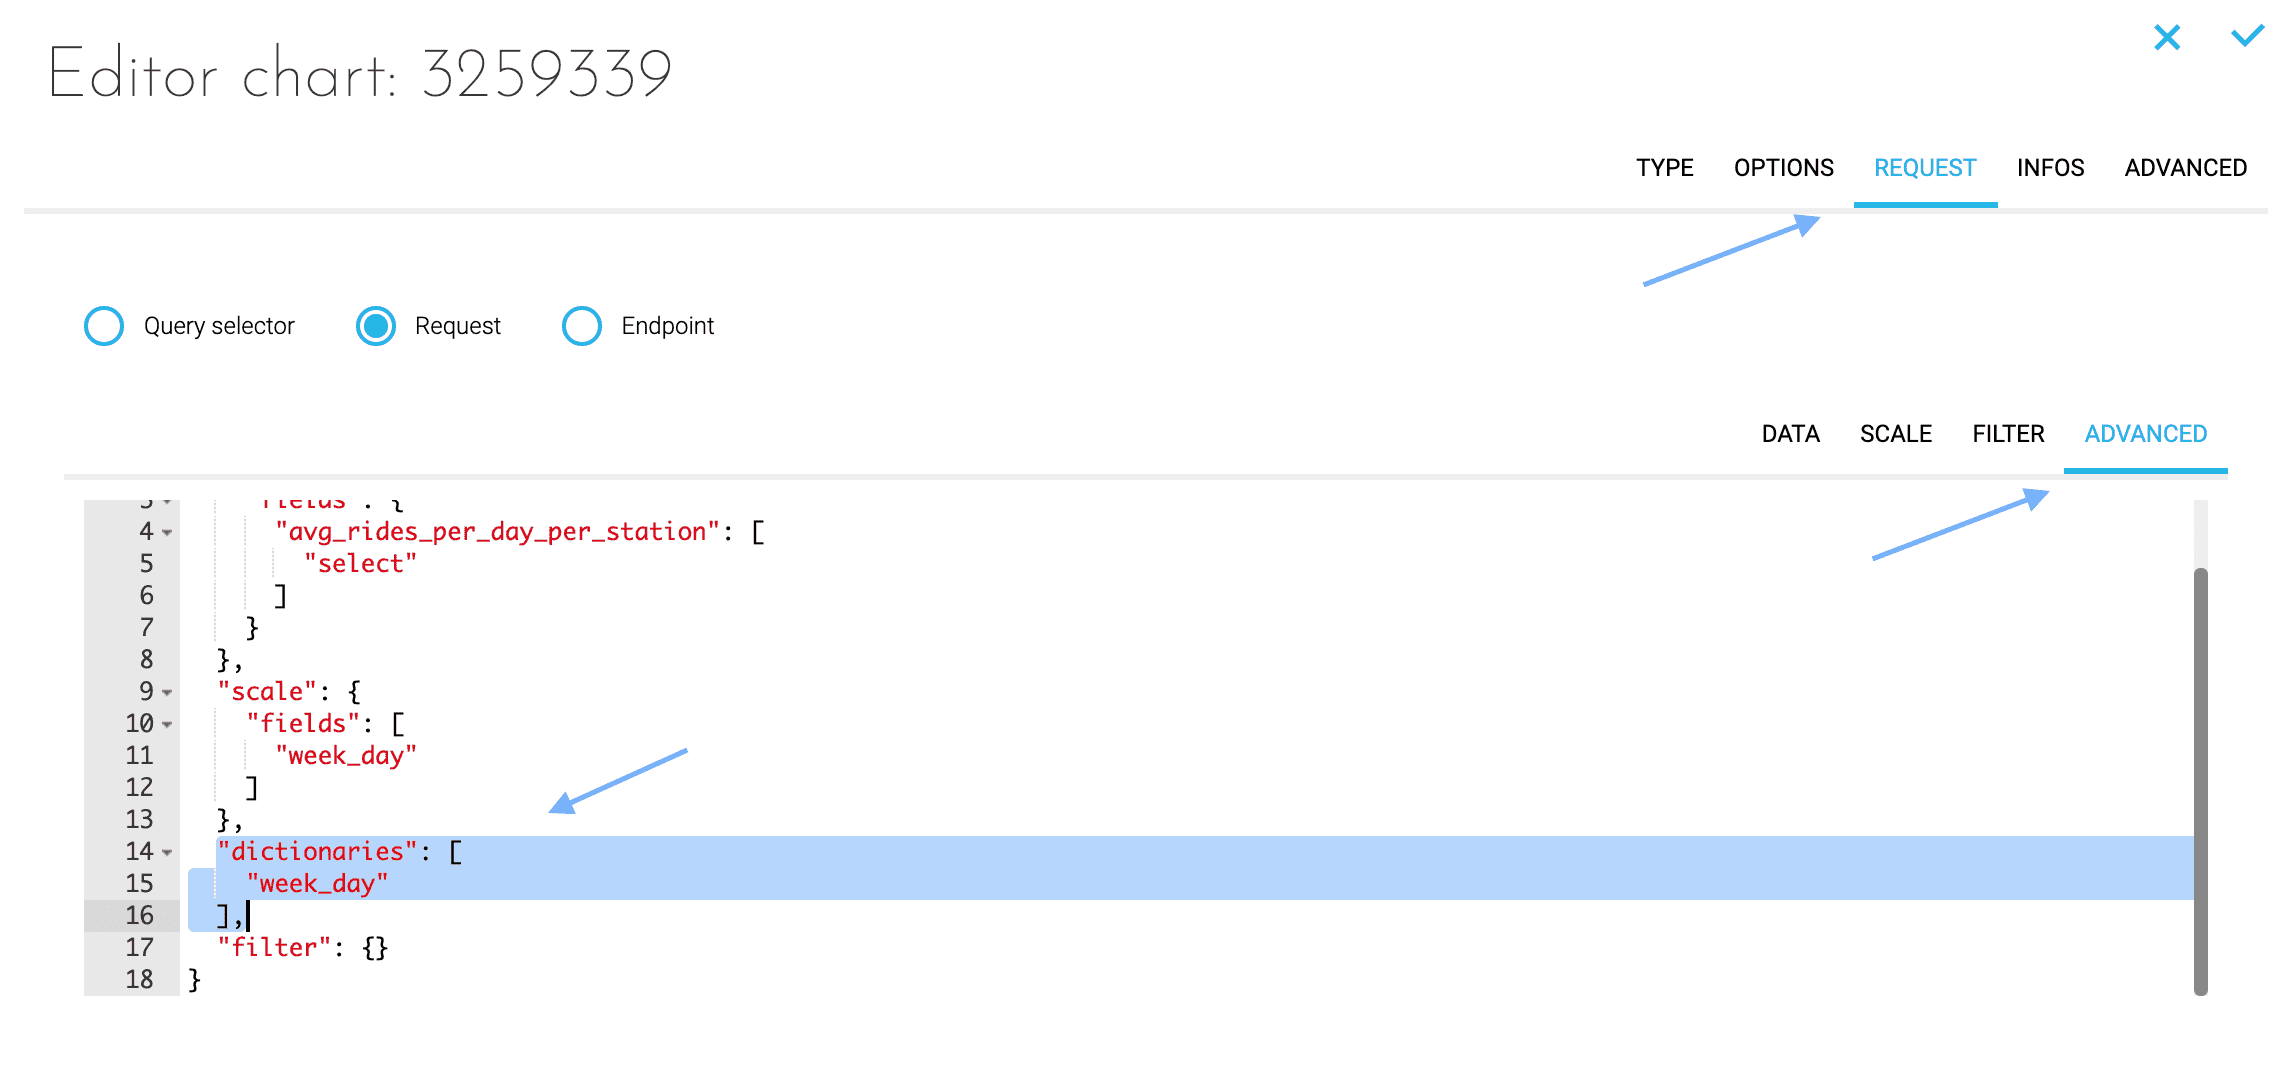 Editor chart: 3259339
TYPE OPTIONS REQUEST INFOS ADVANCED
Query selector Request Endpoint
DATA SCALE FILTER ADVANCED
3 "fields": {
4 "avg_rides_per_day_per_station": [
5 "select"
6 ]
7 }
8 },
9 "scale": {
10 "fields": [
11 "week_day"
12 ]
13 },
14 "dictionaries": [
15 "week_day"
16 ],
17 "filter": {}
18 }